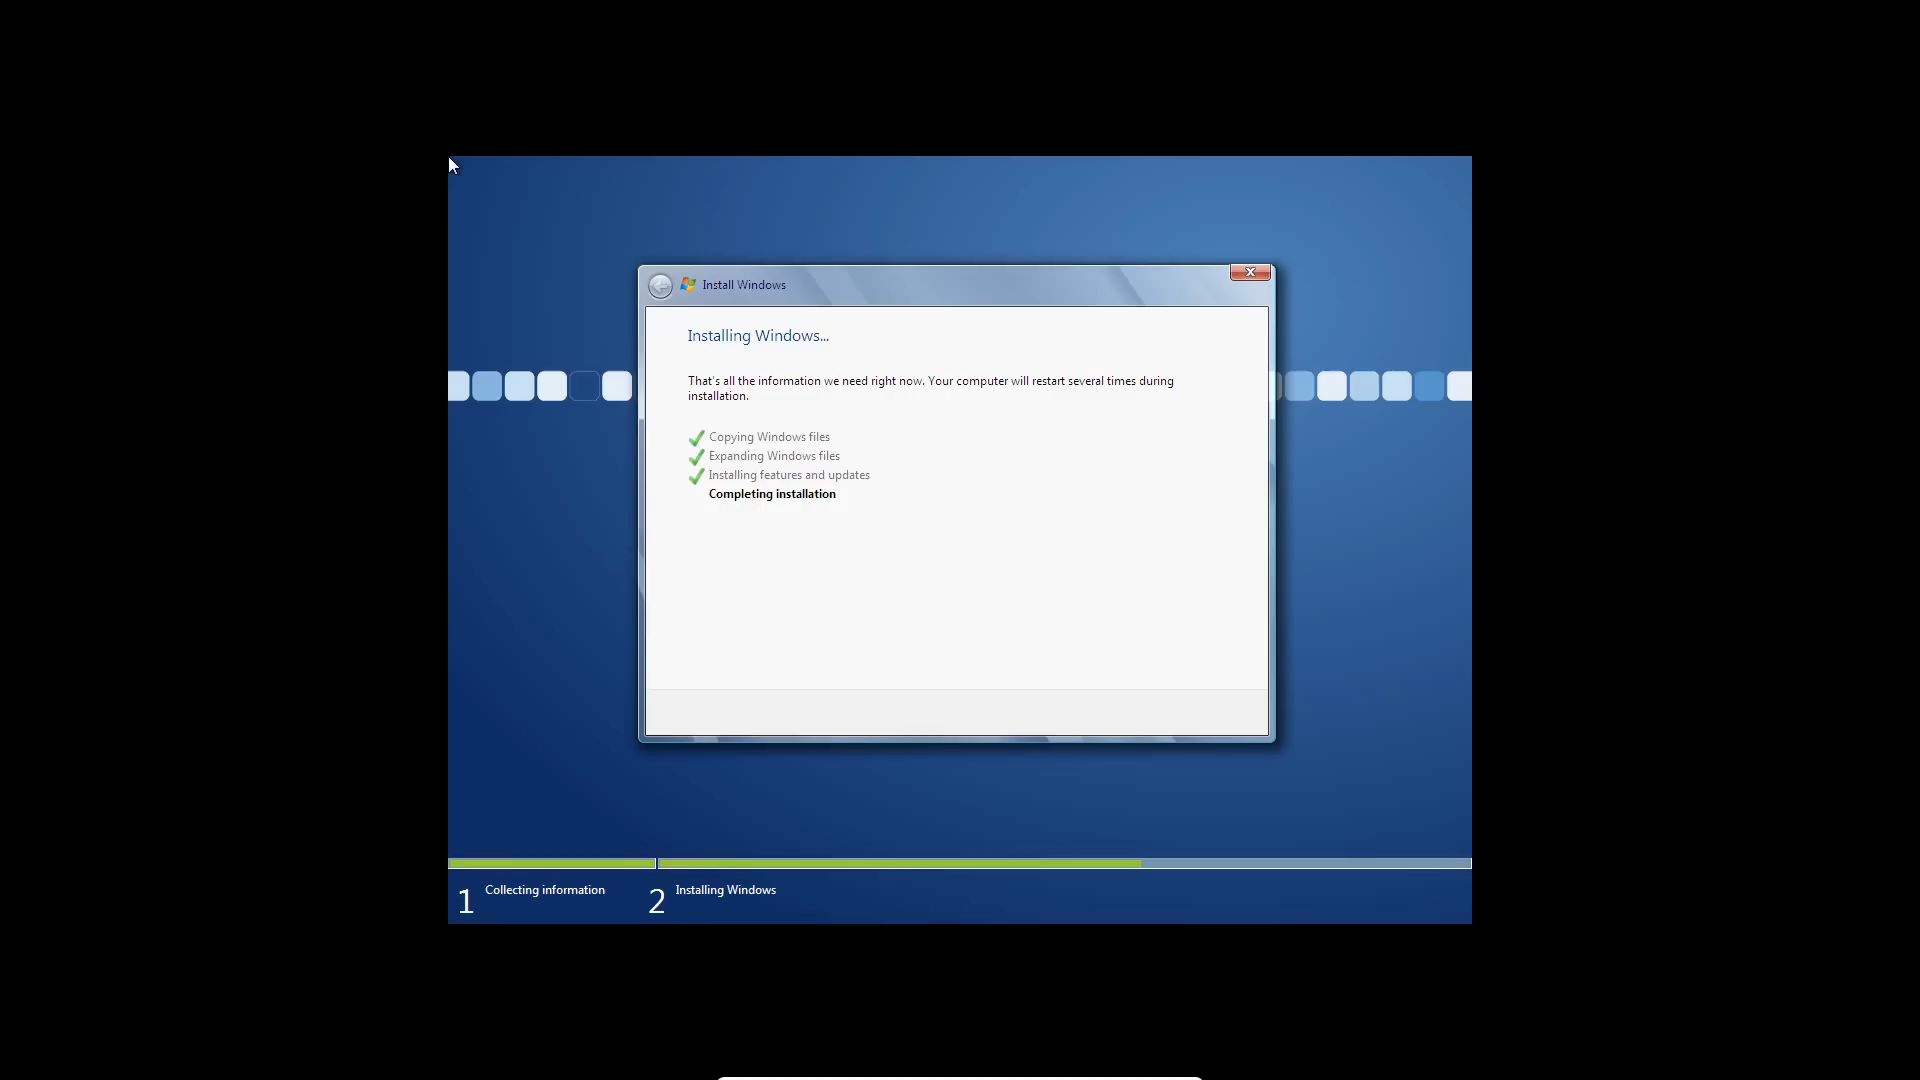 Install Windows
Installing Windows...
That's all the information we need right now. Your computer will restart several times during
installation.
Copying Windows files
Expanding Windows files
Installing features and updates
Completing installation
1 Collecting information
2 Installing Windows